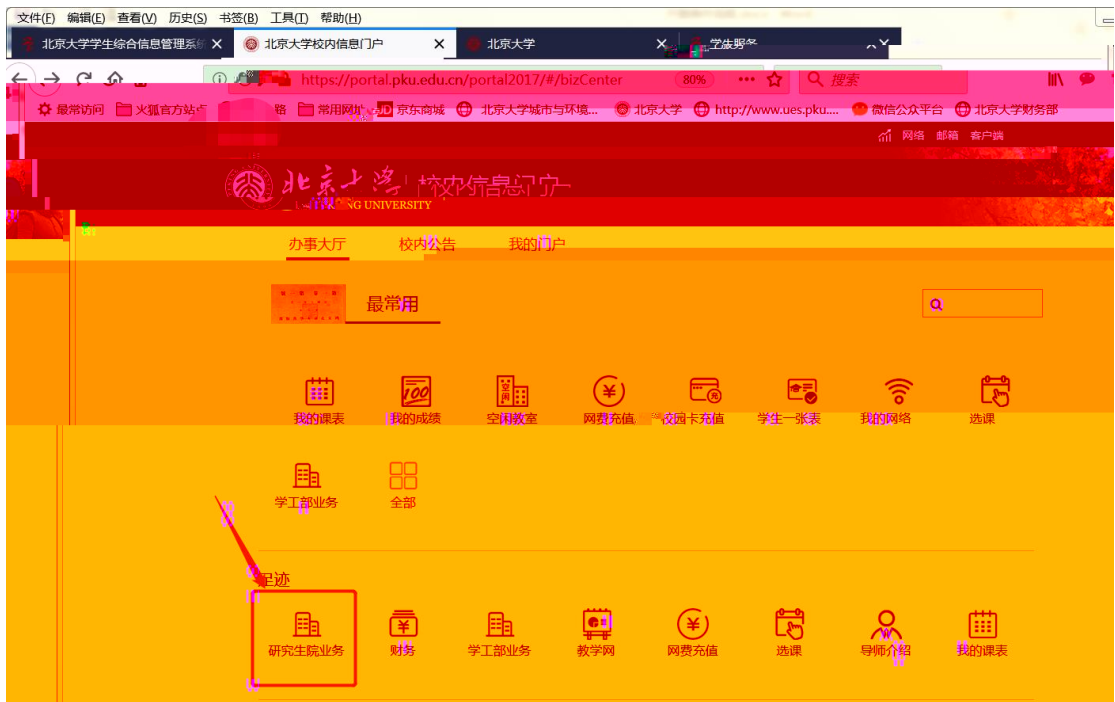 文件(F) 编辑(E) 查看(V) 历史(S) 书签(B) 工具(T) 帮助(H)
北京大学学生综合信息管理系统 北京大学校内信息门户 北京大学
https://portal.pku.edu.cn/portal2017/#/bizCenter 80% 搜索
最常访问 火狐官方站点 常用网址 JD 京东商城 北京大学城市与环境... 北京大学 http://www.ues.pku.... 微信公众平台 北京大学财务部
网络 邮箱 客户端
北京大学 校内信息门户
UNIVERSITY
办事大厅 校内公告 我的门户
最常用
我的课表 我的成绩 空闲教室 网费充值 校园卡充值 学生一张表 我的网络 选课
学工部业务 全部
足迹
研究生院业务 财务 学工部业务 教学网 网费充值 选课 导师介绍 我的课表